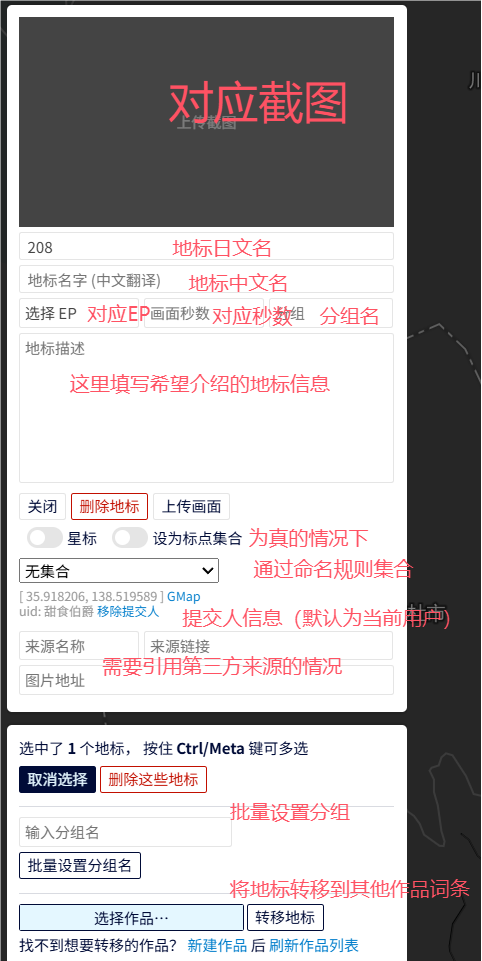 川
对应截图
上传截图
208 地标日文名
地标名字 (中文翻译) 地标中文名
选择 EP 对应EP 画面秒数 对应秒数 分组 分组名
地标描述
这里填写希望介绍的地标信息
关闭 删除地标 上传画面
星标 设为标点集合 为真的情况下
无集合 通过命名规则集合
[ 35.918206, 138.519589 ] GMap
uid: 甜食伯爵 移除提交人
提交人信息（默认为当前用户）
来源名称 来源链接
需要引用第三方来源的情况
图片地址
选中了 1 个地标， 按住 Ctrl/Meta 键可多选
取消选择 删除这些地标
批量设置分组
输入分组名
批量设置分组名
将地标转移到其他作品词条
选择作品… 转移地标
找不到想要转移的作品？ 新建作品 后 刷新作品列表